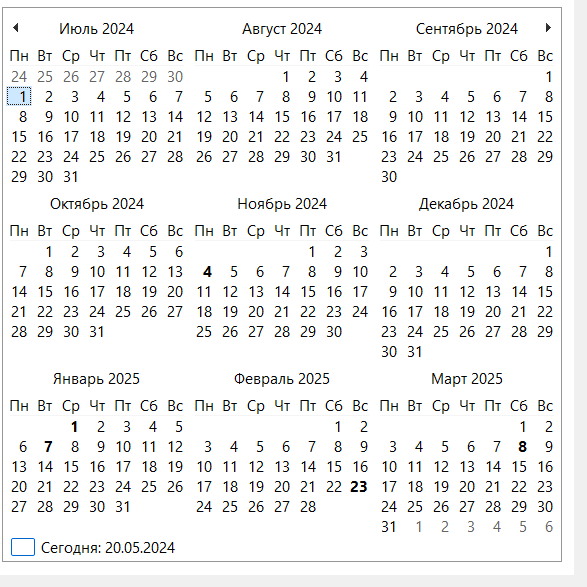 Июль 2024 Август 2024 Сентябрь 2024
Пн Вт Ср Чт Пт Сб Вс Пн Вт Ср Чт Пт Сб Вс Пн Вт Ср Чт Пт Сб Вс
24 25 26 27 28 29 30 1 2 3 4 1
1 2 3 4 5 6 7 5 6 7 8 9 10 11 2 3 4 5 6 7 8
8 9 10 11 12 13 14 12 13 14 15 16 17 18 9 10 11 12 13 14 15
15 16 17 18 19 20 21 19 20 21 22 23 24 25 16 17 18 19 20 21 22
22 23 24 25 26 27 28 26 27 28 29 30 31 23 24 25 26 27 28 29
29 30 31 30
Октябрь 2024 Ноябрь 2024 Декабрь 2024
Пн Вт Ср Чт Пт Сб Вс Пн Вт Ср Чт Пт Сб Вс Пн Вт Ср Чт Пт Сб Вс
1 2 3 4 5 6 1 2 3 1
7 8 9 10 11 12 13 4 5 6 7 8 9 10 2 3 4 5 6 7 8
14 15 16 17 18 19 20 11 12 13 14 15 16 17 9 10 11 12 13 14 15
21 22 23 24 25 26 27 18 19 20 21 22 23 24 16 17 18 19 20 21 22
28 29 30 31 25 26 27 28 29 30 23 24 25 26 27 28 29
30 31
Январь 2025 Февраль 2025 Март 2025
Пн Вт Ср Чт Пт Сб Вс Пн Вт Ср Чт Пт Сб Вс Пн Вт Ср Чт Пт Сб Вс
1 2 3 4 5 1 2 1 2
6 7 8 9 10 11 12 3 4 5 6 7 8 9 3 4 5 6 7 8 9
13 14 15 16 17 18 19 10 11 12 13 14 15 16 10 11 12 13 14 15 16
20 21 22 23 24 25 26 17 18 19 20 21 22 23 17 18 19 20 21 22 23
27 28 29 30 31 24 25 26 27 28 24 25 26 27 28 29 30
31 1 2 3 4 5 6
Сегодня: 20.05.2024